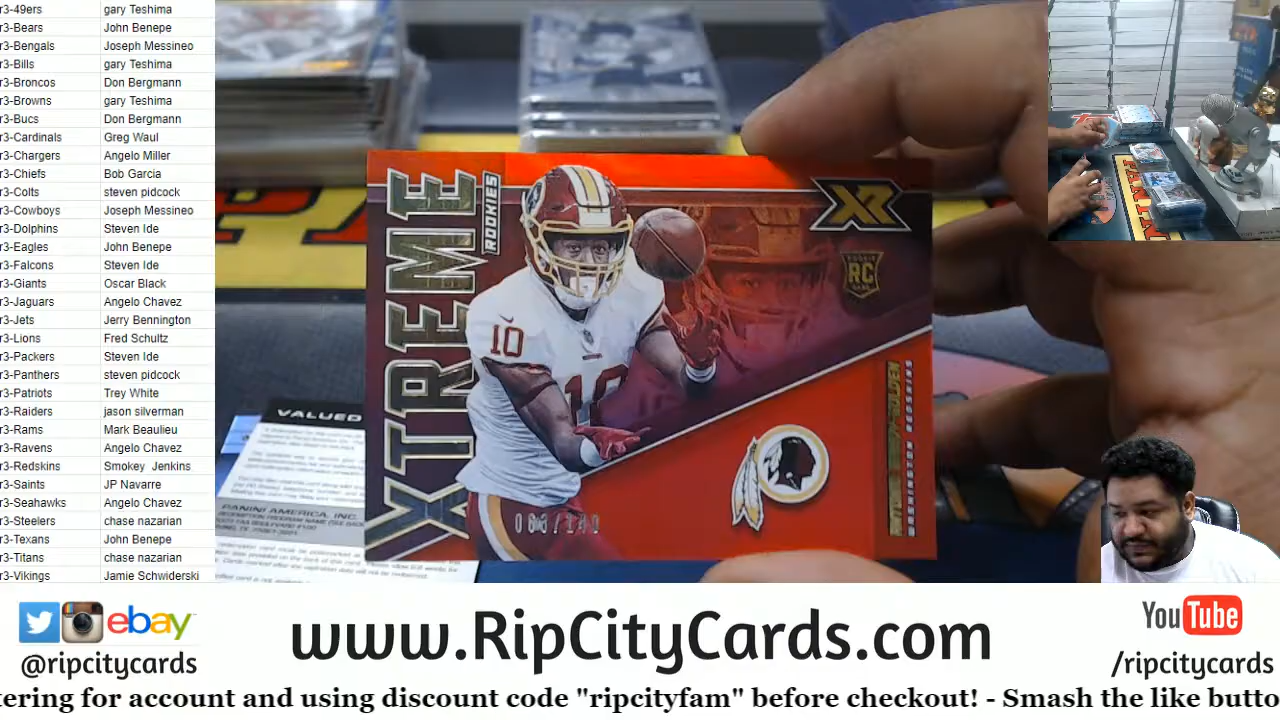 r3-49ers gary Teshima
r3-Bears John Benepe
r3-Bengals Joseph Messineo
r3-Bills gary Teshima
r3-Broncos Don Bergmann
r3-Browns gary Teshima
r3-Bucs Don Bergmann
r3-Cardinals Greg Waul
r3-Chargers Angelo Miller
r3-Chiefs Bob Garcia
r3-Colts steven pidcock
r3-Cowboys Joseph Messineo
r3-Dolphins Steven Ide
r3-Eagles John Benepe
r3-Falcons Steven Ide
r3-Giants Oscar Black
r3-Jaguars Angelo Chavez
r3-Jets Jerry Bennington
r3-Lions Fred Schultz
r3-Packers Steven Ide
r3-Panthers steven pidcock
r3-Patriots Trey White
r3-Raiders jason silverman
r3-Rams Mark Beaulieu
r3-Ravens Angelo Chavez
r3-Redskins Smokey Jenkins
r3-Saints JP Navarre
r3-Seahawks Angelo Chavez
r3-Steelers chase nazarian
r3-Texans John Benepe
r3-Titans chase nazarian
r3-Vikings Jamie Schwiderski
XTREME
ROOKIES
XR
ROOKIE
RC
CARD
10
10
WASHINGTON REDSKINS
VALUED
PANINI AMERICA, INC.
PANINI
ebay
@ripcitycards
www.RipCityCards.com
YouTube
/ripcitycards
tering for account and using discount code "ripcityfam" before checkout! - Smash the like butto